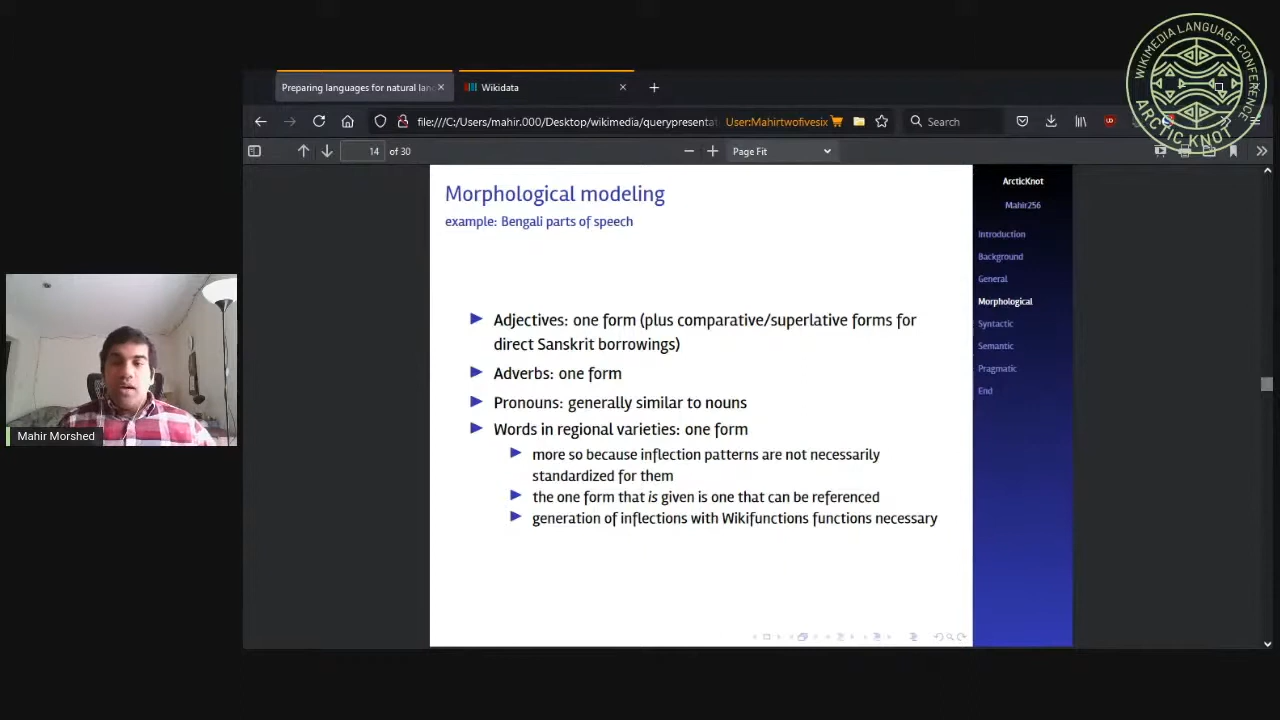 WIKIMEDIA LANGUAGE CONFERENCE
ARCTIC KNOT
Preparing languages for natural lan
Wikidata
file:///C:/Users/mahir.000/Desktop/wikimedia/querypresentat
User:Mahirtwofivesix
Search
14 of 30
Page Fit
Morphological modeling
example: Bengali parts of speech
Adjectives: one form (plus comparative/superlative forms for
direct Sanskrit borrowings)
Adverbs: one form
Pronouns: generally similar to nouns
Words in regional varieties: one form
more so because inflection patterns are not necessarily
standardized for them
the one form that is given is one that can be referenced
generation of inflections with Wikifunctions functions necessary
ArcticKnot
Mahir256
Introduction
Background
General
Morphological
Syntactic
Semantic
Pragmatic
End
Mahir Morshed